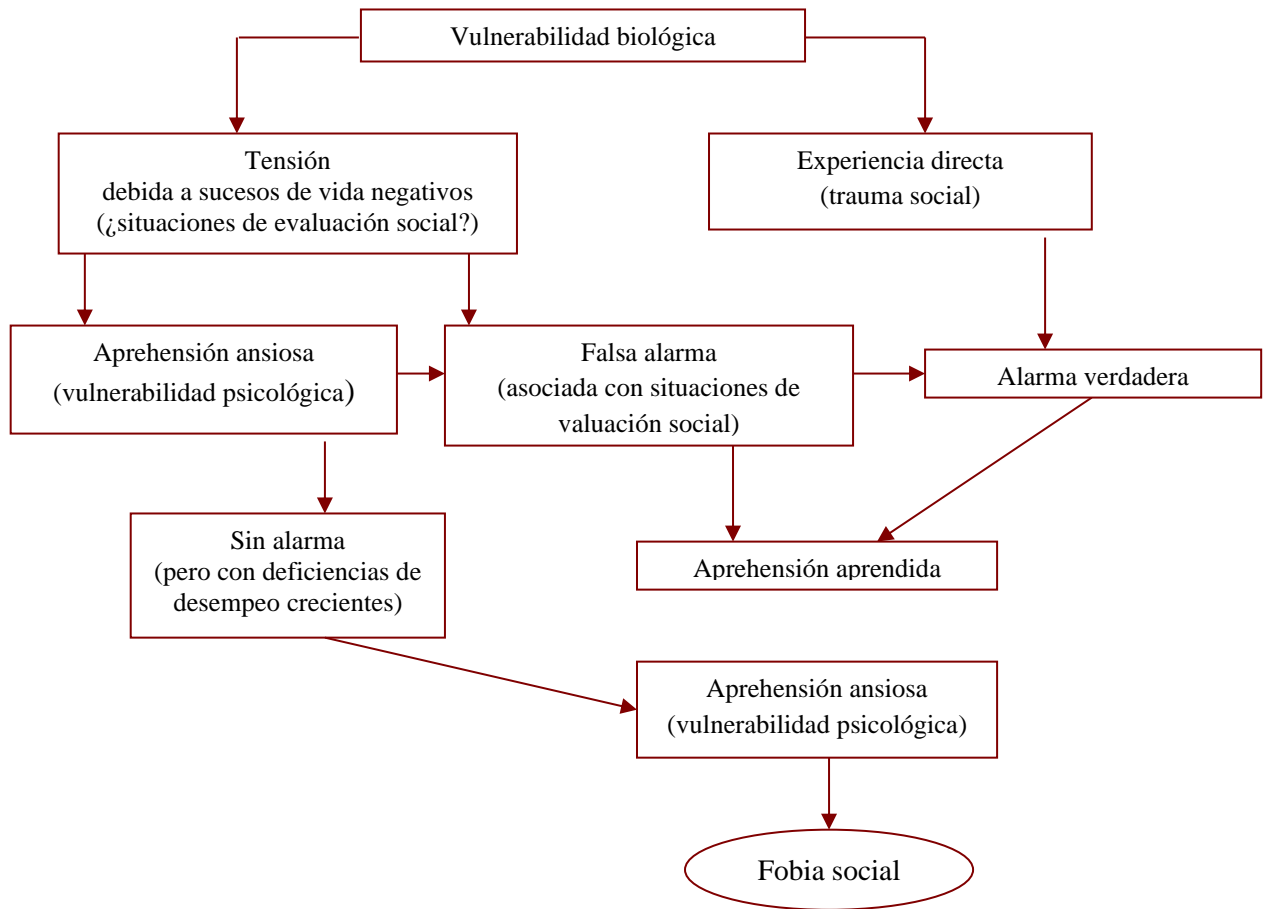 Vulnerabilidad biológica
Tensión
debida a sucesos de vida negativos
(¿situaciones de evaluación social?)
Experiencia directa
(trauma social)
Aprehensión ansiosa
(vulnerabilidad psicológica)
Falsa alarma
(asociada con situaciones de
valuación social)
Alarma verdadera
Sin alarma
(pero con deficiencias de
desempeo crecientes)
Aprehensión aprendida
Aprehensión ansiosa
(vulnerabilidad psicológica)
Fobia social